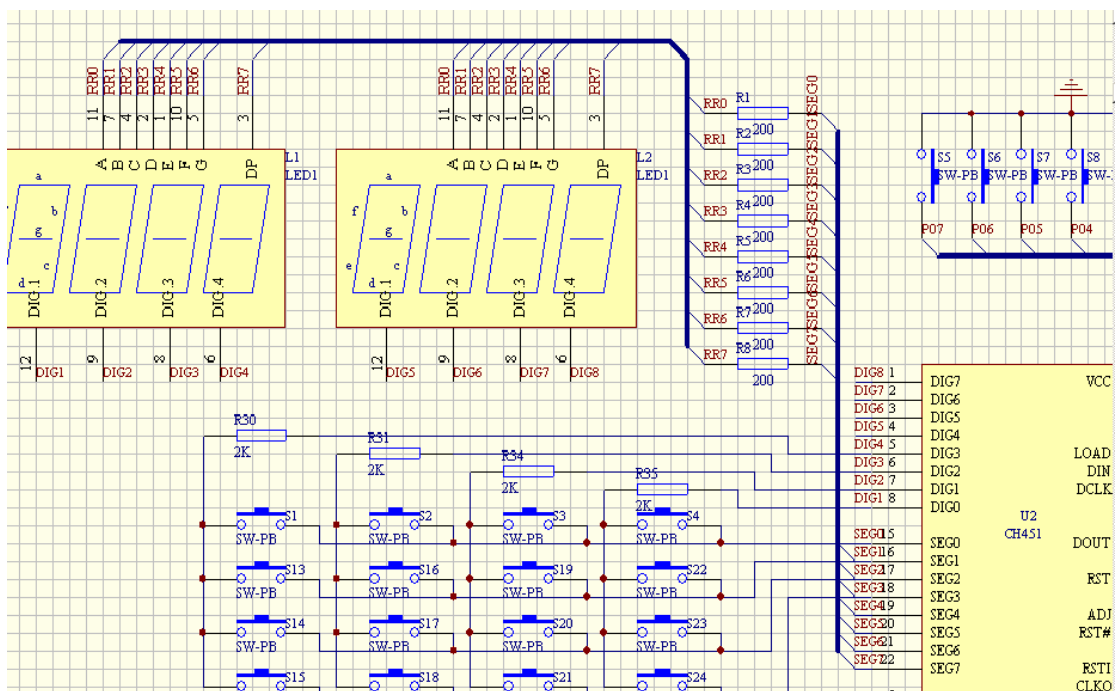 RR0 RR1 RR2 RR3 RR4 RR5 RR6 RR7
11 7 4 2 1 10 5 3
A B C D E F G DP
L1
LED1
a b g c d
DIG.1 DIG.2 DIG.3 DIG.4
12 9 8 6
DIG1 DIG2 DIG3 DIG4
RR0 RR1 RR2 RR3 RR4 RR5 RR6 RR7
11 7 4 2 1 10 5 3
A B C D E F G DP
L2
LED1
a f b g e c d
DIG.1 DIG.2 DIG.3 DIG.4
12 9 8 6
DIG5 DIG6 DIG7 DIG8
RR0 R1 200 SEG0
RR1 R2 200
RR2 R3 200
RR3 R4 200
RR4 R5 200
RR5 R6 200
RR6 R7 200
RR7 R8 200
S5 S6 S7 S8
SW-PB SW-PB SW-PB
P07 P06 P05 P04
R30
2K
R31
2K
R34
2K
R35
2K
S1 S2 S3 S4
SW-PB SW-PB SW-PB SW-PB
S13 S16 S19 S22
SW-PB SW-PB SW-PB SW-PB
S14 S17 S20 S23
SW-PB SW-PB SW-PB SW-PB
S15 S18 S21 S24
DIG8 1 DIG7 VCC
DIG7 2 DIG6
DIG6 3 DIG5
DIG5 4 DIG4
DIG4 5 DIG3 LOAD
DIG3 6 DIG2 DIN
DIG2 7 DIG1 DCLK
DIG1 8 DIG0
U2
CH451
SEG0 15 SEG0 DOUT
SEG1 16 SEG1
SEG2 17 SEG2 RST
SEG3 18 SEG3
SEG4 19 SEG4 ADJ
SEG5 20 SEG5 RST#
SEG6 21 SEG6
SEG7 22 SEG7 RSTI
CLKO